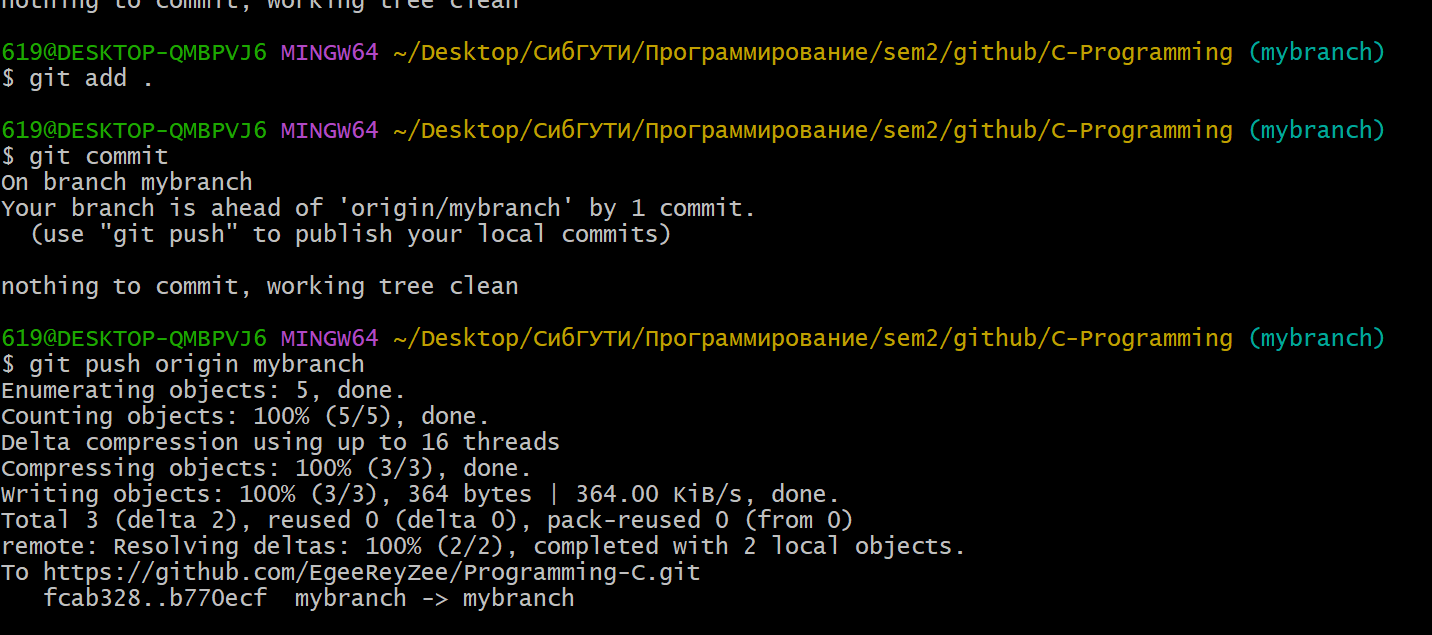 nothing to commit, working tree clean
619@DESKTOP-QMBPVJ6 MINGW64 ~/Desktop/СибГУТИ/Программирование/sem2/github/C-Programming (mybranch)
$ git add .
619@DESKTOP-QMBPVJ6 MINGW64 ~/Desktop/СибГУТИ/Программирование/sem2/github/C-Programming (mybranch)
$ git commit
On branch mybranch
Your branch is ahead of 'origin/mybranch' by 1 commit.
  (use "git push" to publish your local commits)
nothing to commit, working tree clean
619@DESKTOP-QMBPVJ6 MINGW64 ~/Desktop/СибГУТИ/Программирование/sem2/github/C-Programming (mybranch)
$ git push origin mybranch
Enumerating objects: 5, done.
Counting objects: 100% (5/5), done.
Delta compression using up to 16 threads
Compressing objects: 100% (3/3), done.
Writing objects: 100% (3/3), 364 bytes | 364.00 KiB/s, done.
Total 3 (delta 2), reused 0 (delta 0), pack-reused 0 (from 0)
remote: Resolving deltas: 100% (2/2), completed with 2 local objects.
To https://github.com/EgeeReyZee/Programming-C.git
   fcab328..b770ecf  mybranch -> mybranch